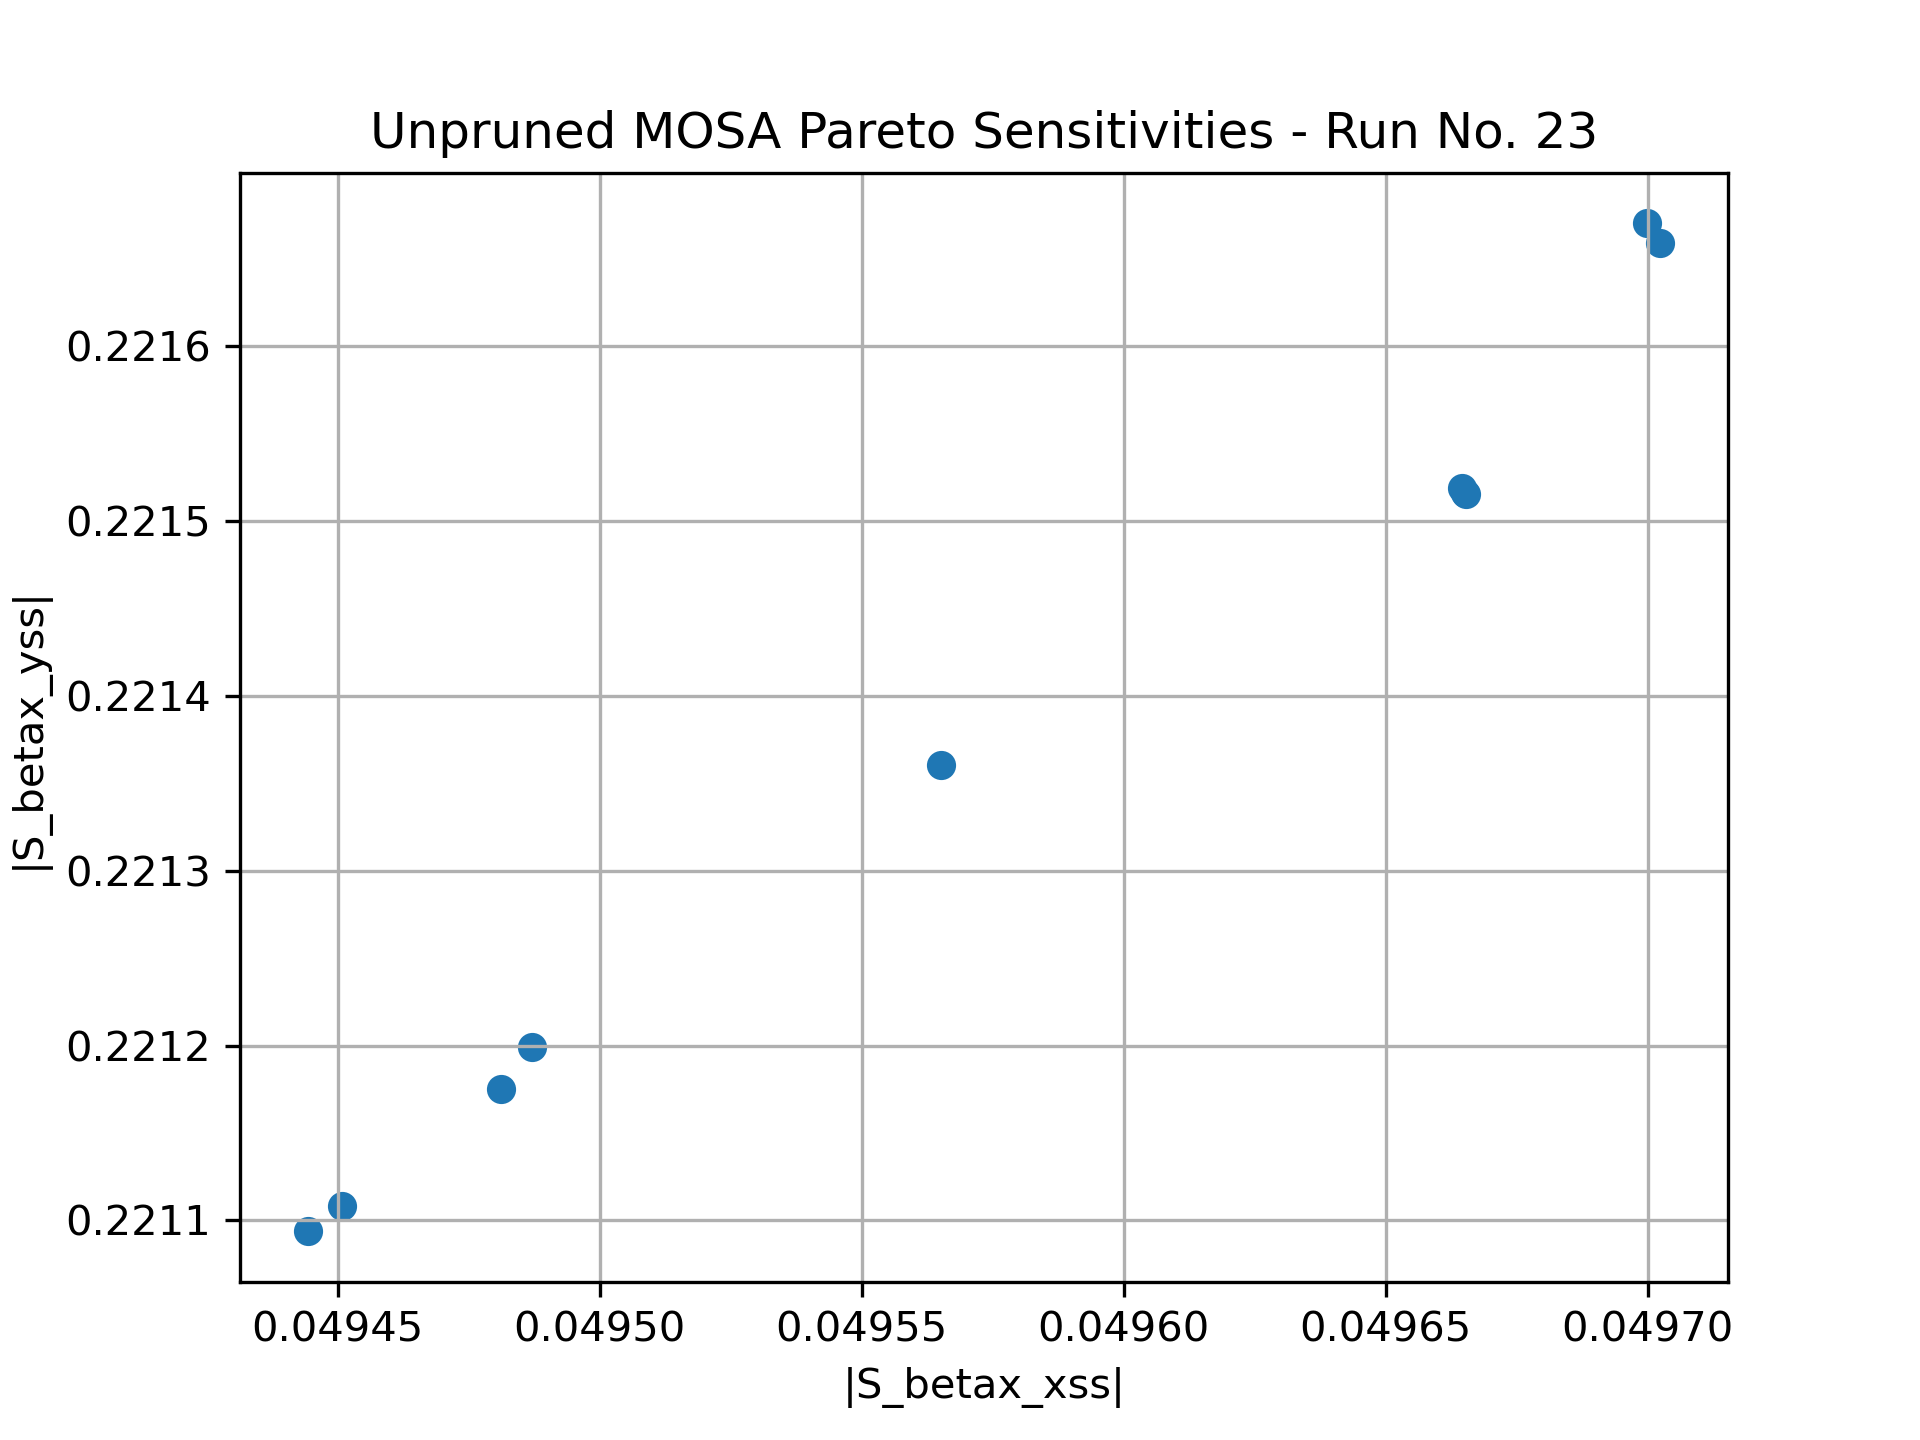 Unpruned MOSA Pareto Sensitivities - Run No. 23
0.2216
0.2215
0.2214
0.2213
0.2212
0.2211
|S_betax_yss|
0.04945 0.04950 0.04955 0.04960 0.04965 0.04970
|S_betax_xss|